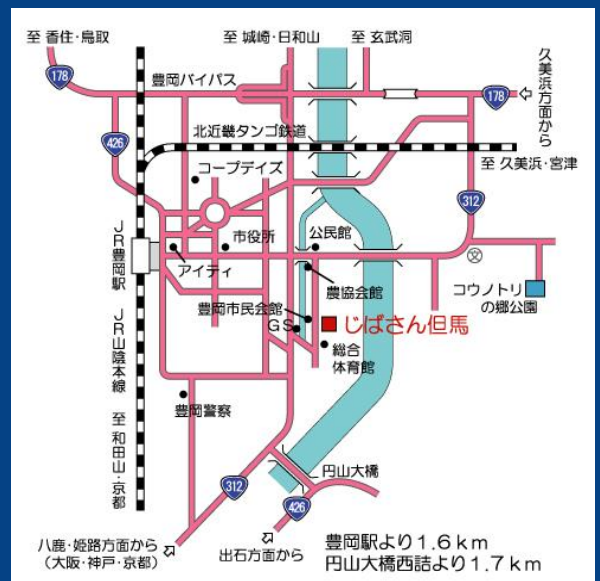 至 香住・鳥取
至 城崎・日和山
至 玄武洞
久美浜方面から
178
豊岡バイパス
178
426
北近畿タンゴ鉄道
至 久美浜・宮津
コープデイズ
312
JR豊岡駅
市役所
公民館
文
アイティ
農協会館
コウノトリ
の郷公園
豊岡市民会館
GS
じばさん但馬
総合
体育館
JR山陰本線
豊岡警察
至 和田山・京都
円山大橋
312
426
八鹿・姫路方面から
(大阪・神戸・京都)
出石方面から
豊岡駅より1.6km
円山大橋西詰より1.7km